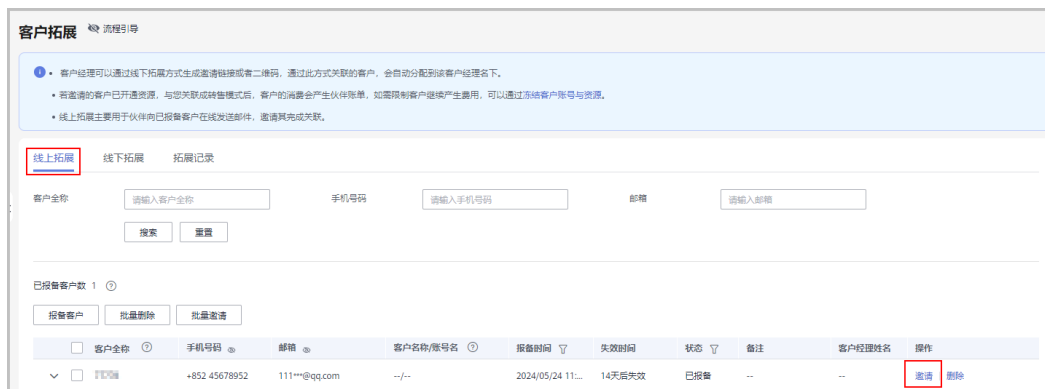 客户拓展 流程引导
• 客户经理可以通过线下拓展方式生成邀请链接或者二维码，通过此方式关联的客户，会自动分配到该客户经理名下。
• 若邀请的客户已开通资源，与您关联成转售模式后，客户的消费会产生伙伴账单，如需限制客户继续产生费用，可以通过冻结客户账号与资源。
• 线上拓展主要用于伙伴向已报备客户在线发送邮件，邀请其完成关联。
线上拓展 线下拓展 拓展记录
客户全称 请输入客户全称 手机号码 请输入手机号码 邮箱 请输入邮箱
搜索 重置
已报备客户数 1
报备客户 批量删除 批量邀请
客户全称 手机号码 邮箱 客户名称/账号名 报备时间 失效时间 状态 备注 客户经理姓名 操作
+852 45678952 111***@qq.com --/-- 2024/05/24 11:... 14天后失效 已报备 -- -- 邀请 删除